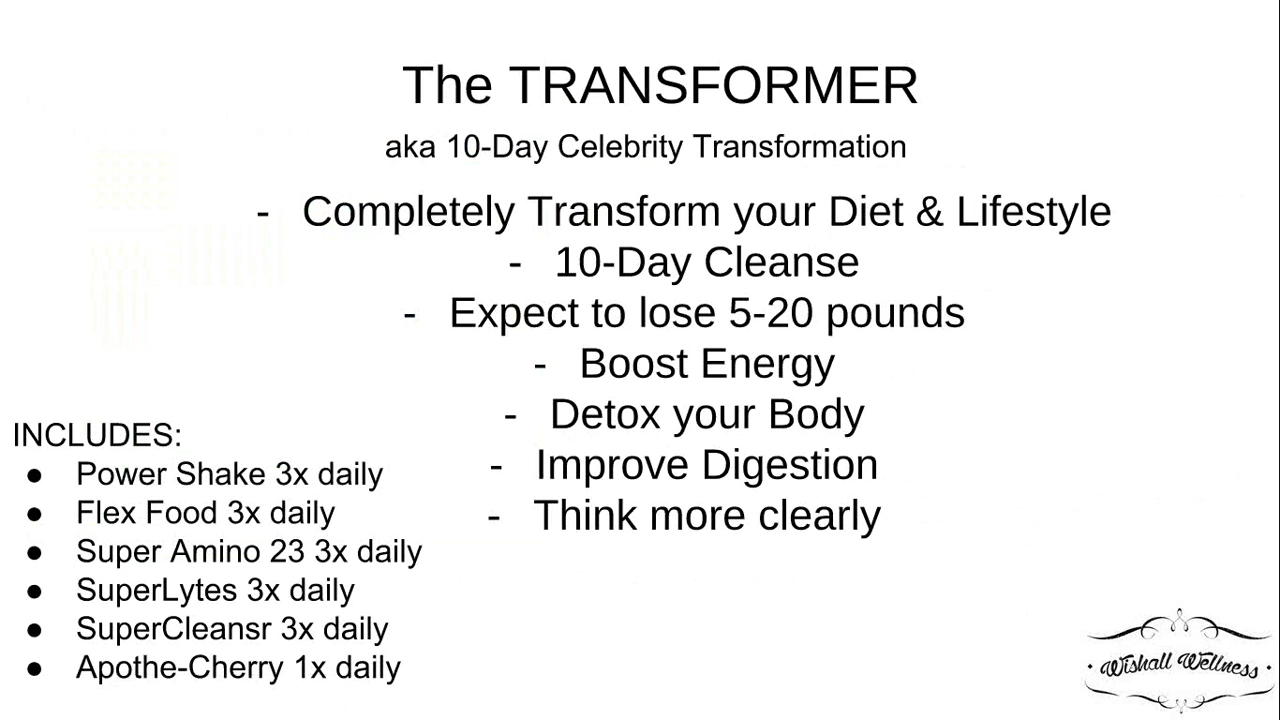 The TRANSFORMER
aka 10-Day Celebrity Transformation
- Completely Transform your Diet & Lifestyle
- 10-Day Cleanse
- Expect to lose 5-20 pounds
- Boost Energy
- Detox your Body
- Improve Digestion
- Think more clearly
INCLUDES:
● Power Shake 3x daily
● Flex Food 3x daily
● Super Amino 23 3x daily
● SuperLytes 3x daily
● SuperCleansr 3x daily
● Apothe-Cherry 1x daily
• Wishall Wellness •